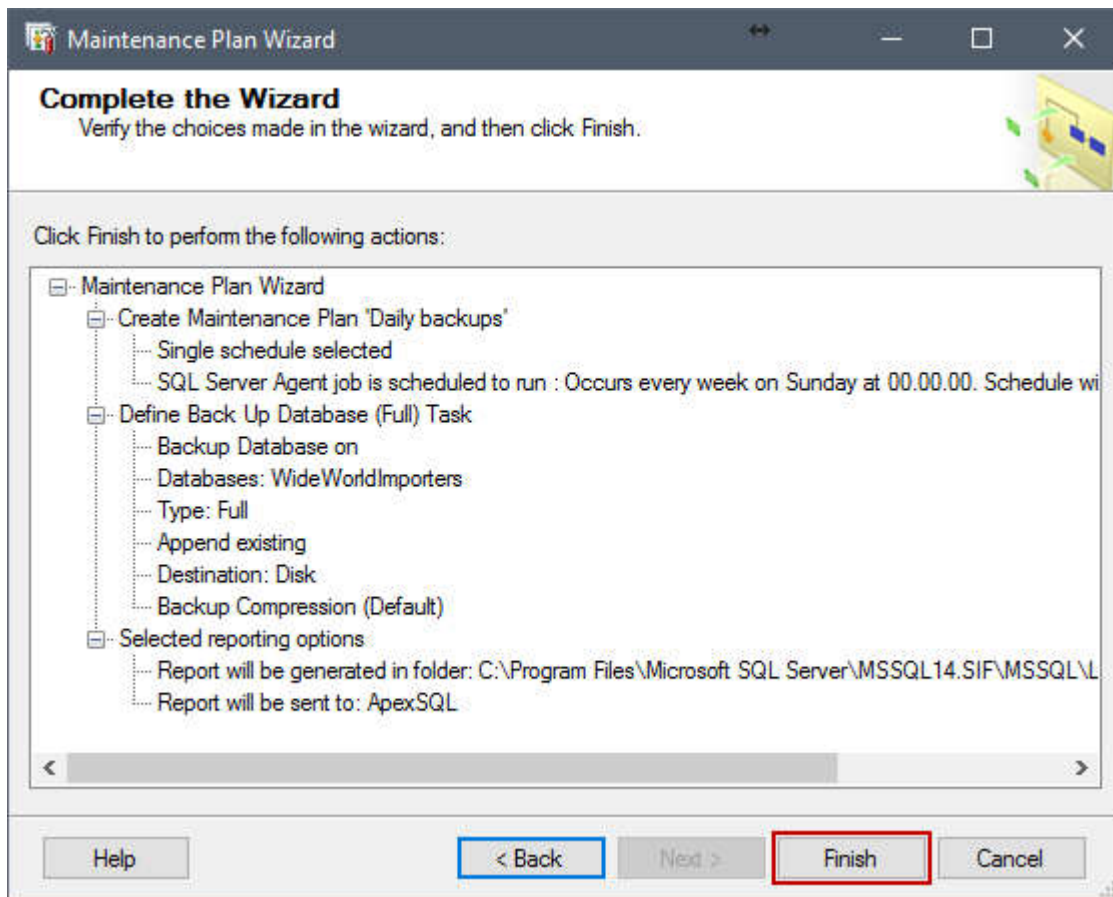 Maintenance Plan Wizard
Complete the Wizard
Verify the choices made in the wizard, and then click Finish.
Click Finish to perform the following actions:
Maintenance Plan Wizard
Create Maintenance Plan 'Daily backups'
Single schedule selected
SQL Server Agent job is scheduled to run : Occurs every week on Sunday at 00.00.00. Schedule wi
Define Back Up Database (Full) Task
Backup Database on
Databases: WideWorldImporters
Type: Full
Append existing
Destination: Disk
Backup Compression (Default)
Selected reporting options
Report will be generated in folder: C:\Program Files\Microsoft SQL Server\MSSQL14.SIF\MSSQL\L
Report will be sent to: ApexSQL
Help < Back Next > Finish Cancel